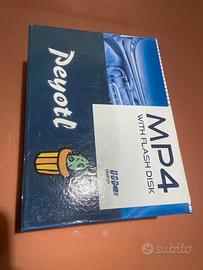 Peyotl
MP4
WITH FLASH DISK
subito